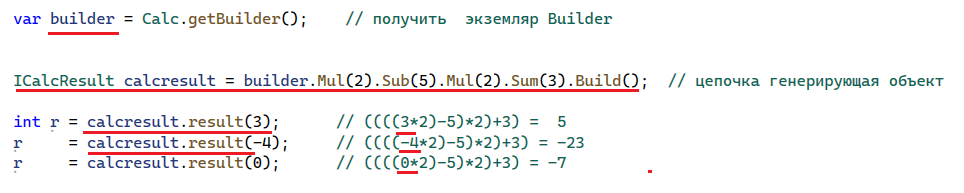 var builder = Calc.getBuilder();    // получить  экземляр Builder
ICalcResult calcresult = builder.Mul(2).Sub(5).Mul(2).Sum(3).Build();  // цепочка генерирующая объект
int r = calcresult.result(3);      // ((((3*2)-5)*2)+3) =  5
r     = calcresult.result(-4);     // ((((-4*2)-5)*2)+3) = -23
r     = calcresult.result(0);      // ((((0*2)-5)*2)+3) = -7